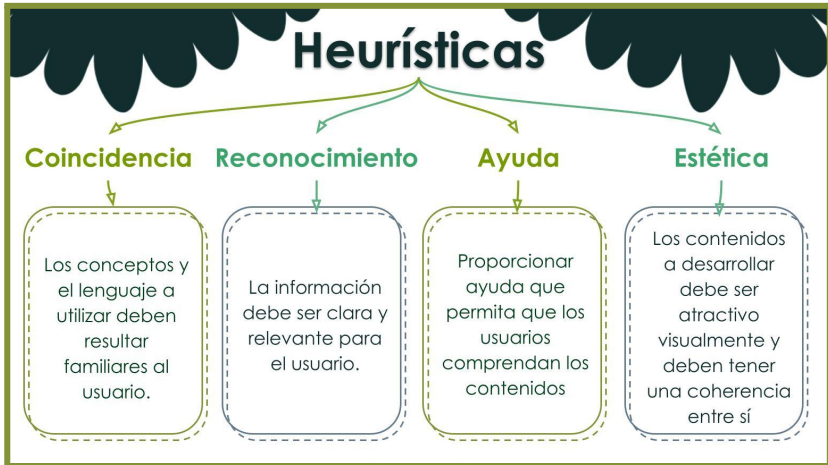 Heurísticas
Coincidencia
Reconocimiento
Ayuda
Estética
Los conceptos y
el lenguaje a
utilizar deben
resultar
familiares al
usuario.
La información
debe ser clara y
relevante para
el usuario.
Proporcionar
ayuda que
permita que los
usuarios
comprendan los
contenidos
Los contenidos
a desarrollar
debe ser
atractivo
visualmente y
deben tener
una coherencia
entre sí